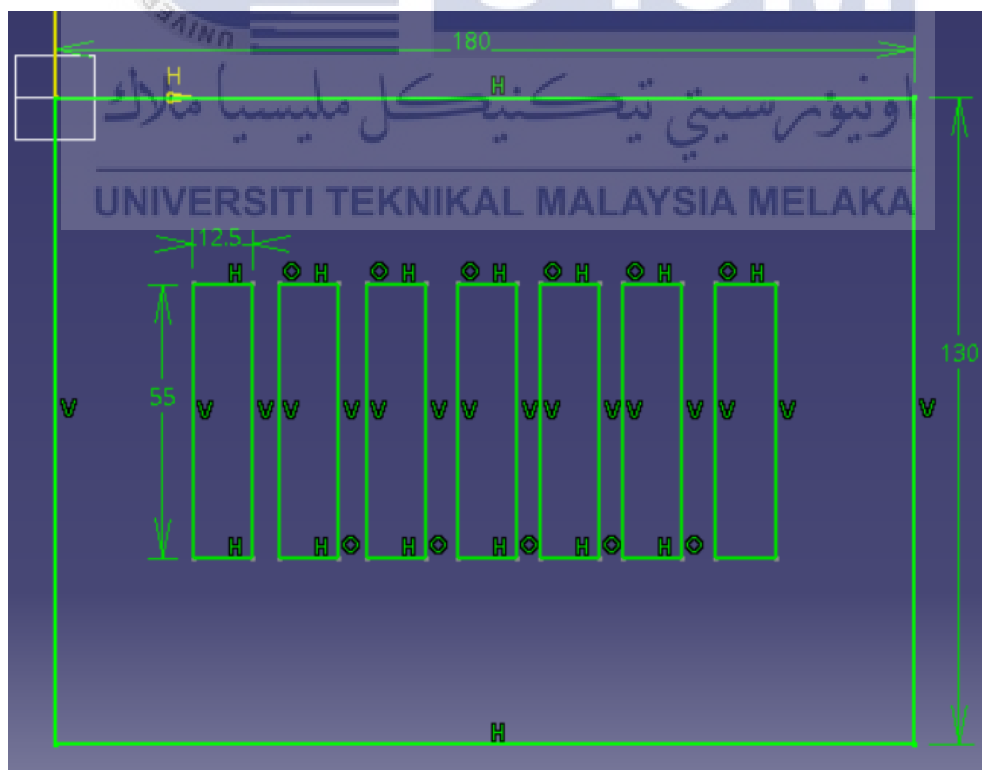 180
H
H
اونيۏرسيتي تيكنيكل مليسيا ملاك
UNIVERSITI TEKNIKAL MALAYSIA MELAKA
12.5
H H H H H H H
130
55
V V V V V V V V V V V V V V V V
H H H H H H
H